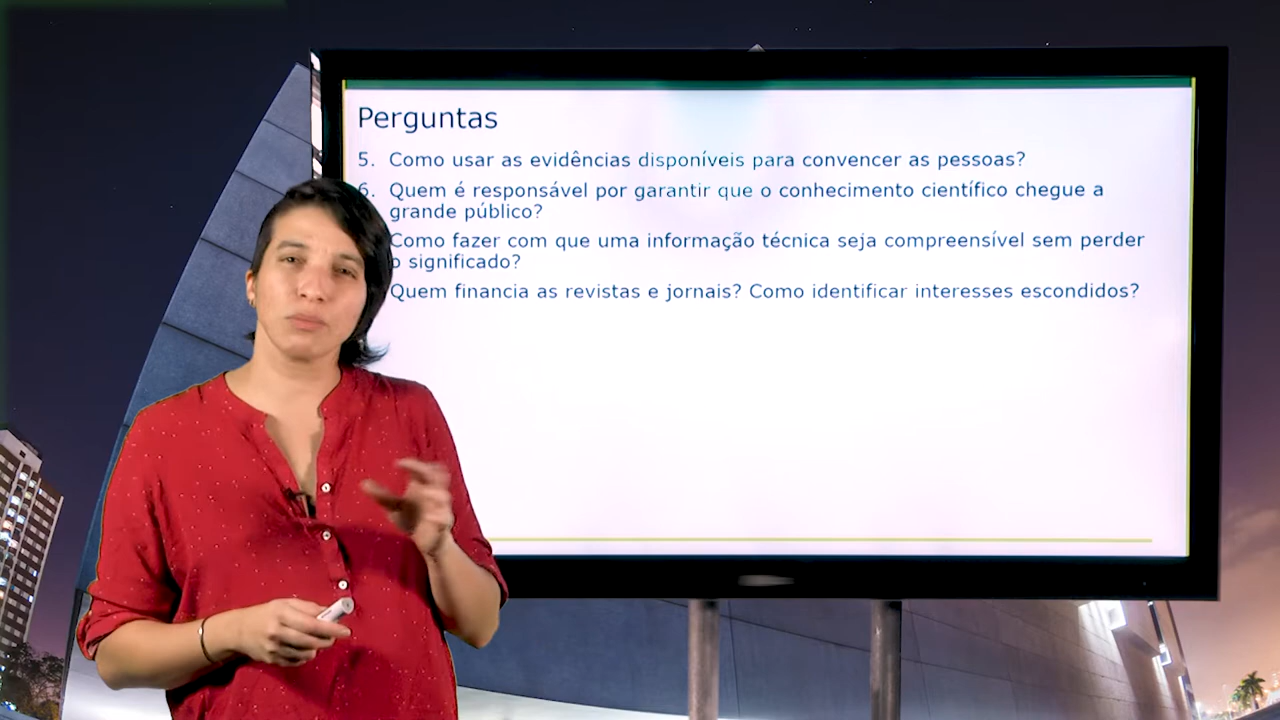 Perguntas
5. Como usar as evidências disponíveis para convencer as pessoas?
6. Quem é responsável por garantir que o conhecimento científico chegue a
grande público?
Como fazer com que uma informação técnica seja compreensível sem perder
o significado?
Quem financia as revistas e jornais? Como identificar interesses escondidos?